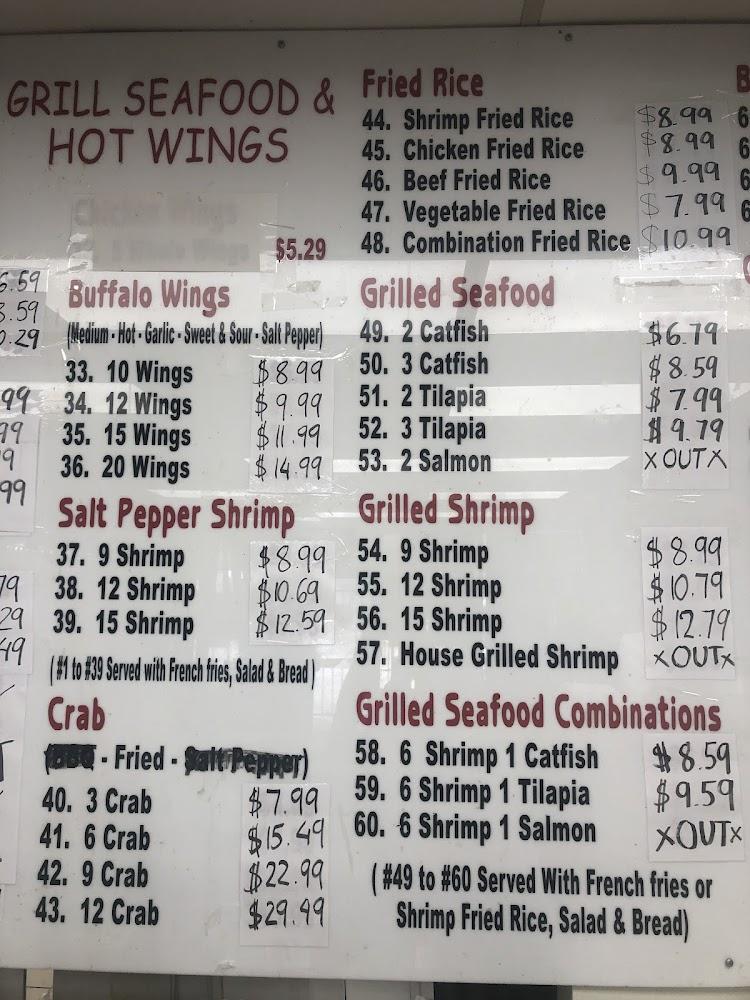 GRILL SEAFOOD &
HOT WINGS
$5.29
Buffalo Wings
(Medium - Hot - Garlic - Sweet & Sour - Salt Pepper)
33. 10 Wings $8.99
34. 12 Wings $9.99
35. 15 Wings $11.99
36. 20 Wings $14.99
Salt Pepper Shrimp
37. 9 Shrimp $8.99
38. 12 Shrimp $10.69
39. 15 Shrimp $12.59
(#1 to #39 Served with French fries, Salad & Bread)
Crab
(BBQ - Fried - Salt Pepper)
40. 3 Crab $7.99
41. 6 Crab $15.49
42. 9 Crab $22.99
43. 12 Crab $29.49
Fried Rice
44. Shrimp Fried Rice $8.99
45. Chicken Fried Rice $8.99
46. Beef Fried Rice $9.99
47. Vegetable Fried Rice $7.99
48. Combination Fried Rice $10.99
Grilled Seafood
49. 2 Catfish $6.79
50. 3 Catfish $8.59
51. 2 Tilapia $7.99
52. 3 Tilapia $9.79
53. 2 Salmon XOUTX
Grilled Shrimp
54. 9 Shrimp $8.99
55. 12 Shrimp $10.79
56. 15 Shrimp $12.79
57. House Grilled Shrimp XOUTX
Grilled Seafood Combinations
58. 6 Shrimp 1 Catfish $8.59
59. 6 Shrimp 1 Tilapia $9.59
60. 6 Shrimp 1 Salmon XOUTX
(#49 to #60 Served With French fries or
Shrimp Fried Rice, Salad & Bread)